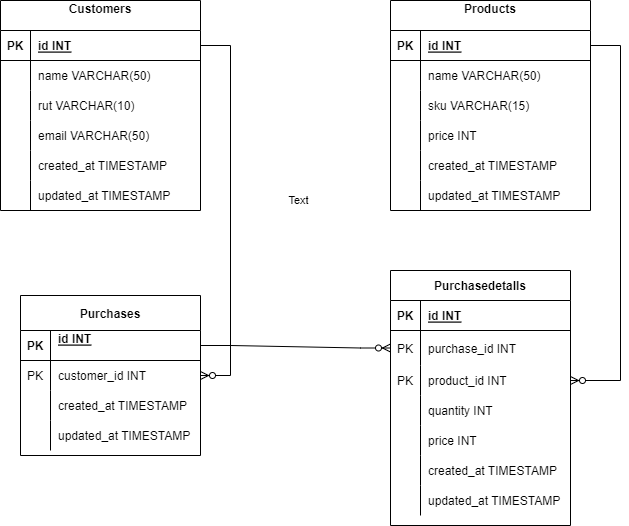 Customers
PK id INT
name VARCHAR(50)
rut VARCHAR(10)
email VARCHAR(50)
created_at TIMESTAMP
updated_at TIMESTAMP
Products
PK id INT
name VARCHAR(50)
sku VARCHAR(15)
price INT
created_at TIMESTAMP
updated_at TIMESTAMP
Text
Purchases
PK id INT
PK customer_id INT
created_at TIMESTAMP
updated_at TIMESTAMP
Purchasedetalls
PK id INT
PK purchase_id INT
PK product_id INT
quantity INT
price INT
created_at TIMESTAMP
updated_at TIMESTAMP